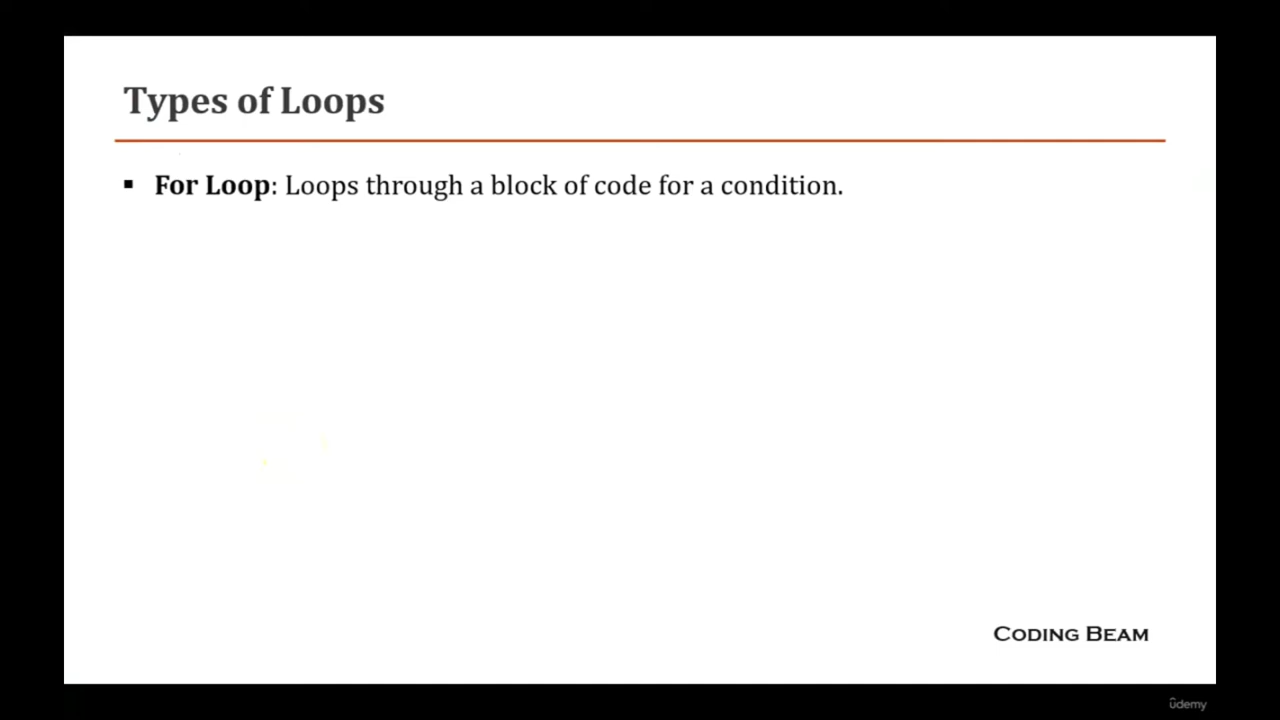 Types of Loops
▪ For Loop: Loops through a block of code for a condition.
CODING BEAM
ûdemy